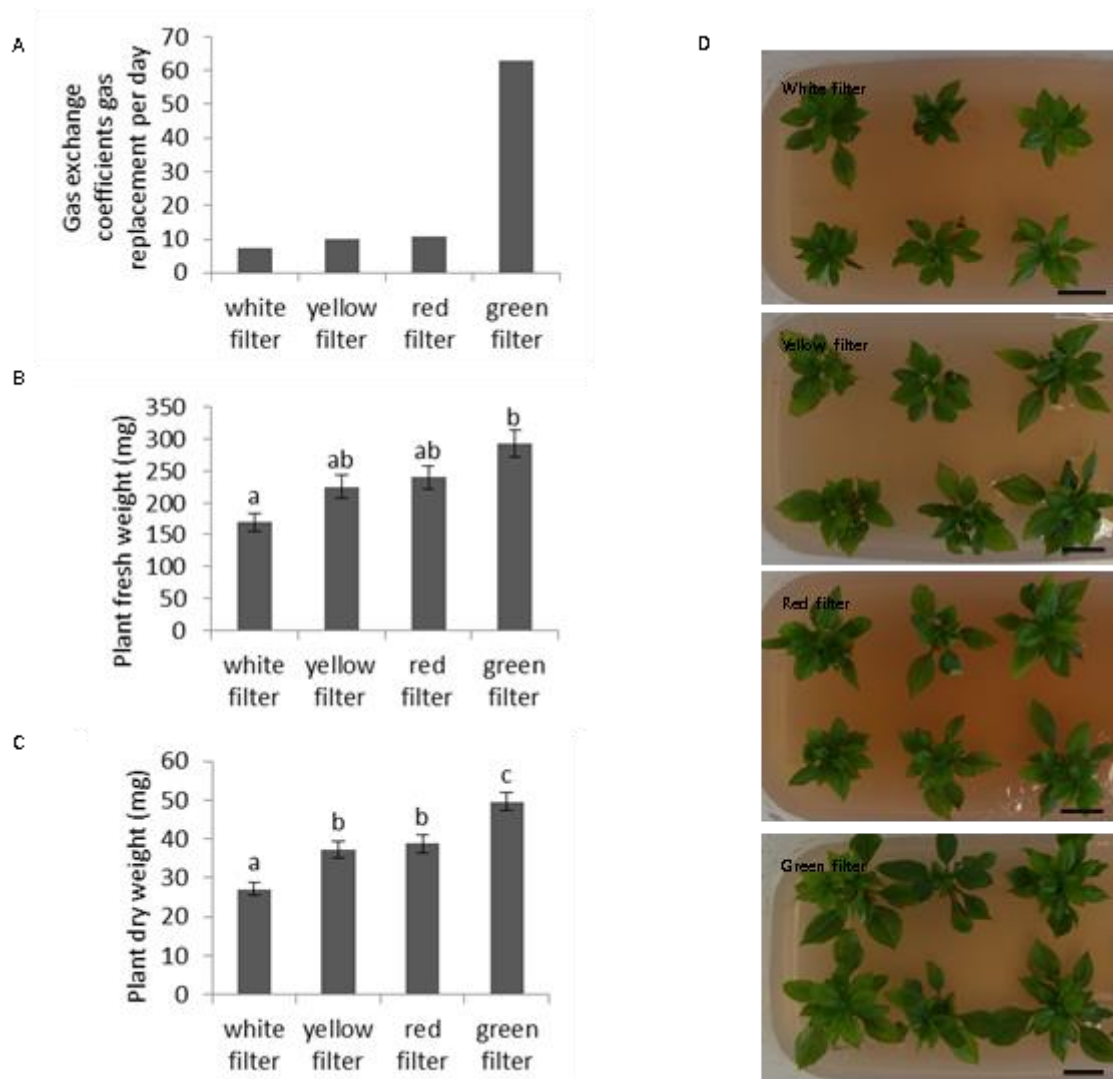 A
Gas exchange
coefficients gas
replacement per day
70
60
50
40
30
20
10
0
white
filter
yellow
filter
red
filter
green
filter
B
Plant fresh weight (mg)
350
300
250
200
150
100
50
0
a
ab
ab
b
white
filter
yellow
filter
red
filter
green
filter
C
Plant dry weight (mg)
60
50
40
30
20
10
0
a
b
b
c
white
filter
yellow
filter
red
filter
green
filter
D
White filter
Yellow filter
Red filter
Green filter